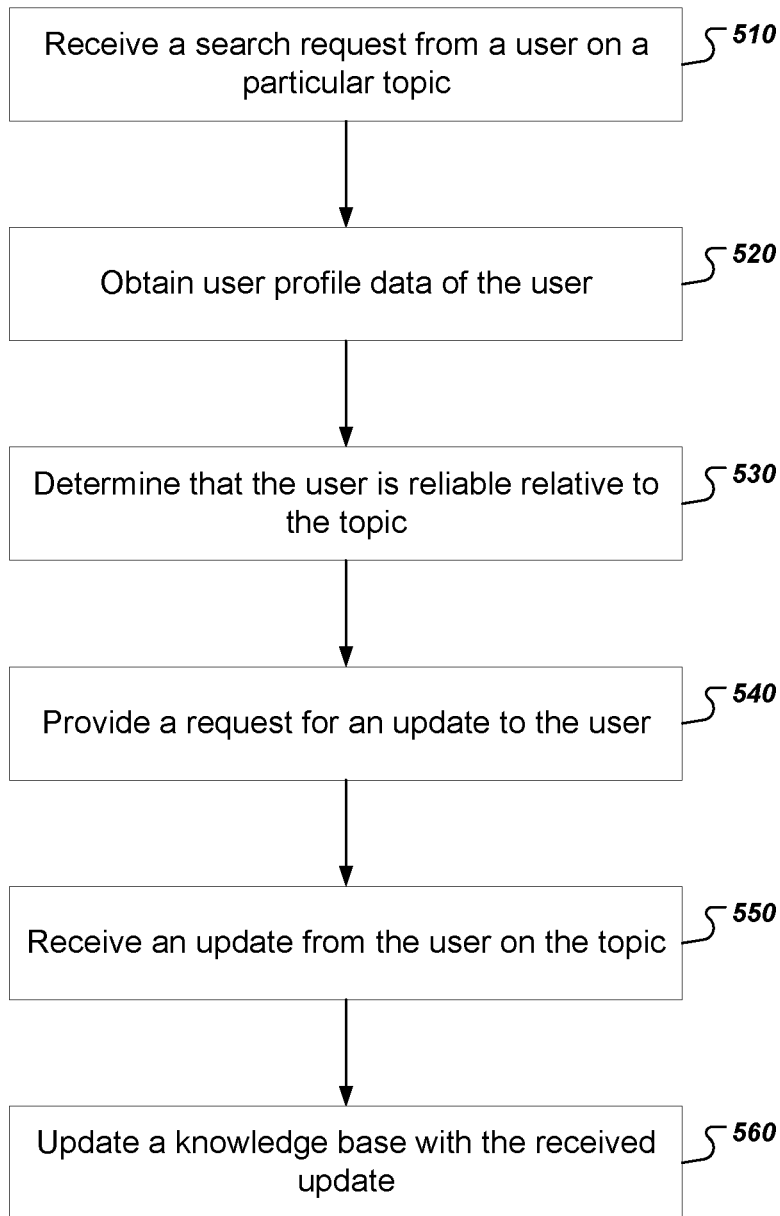 Receive a search request from a user on a
particular topic
510
Obtain user profile data of the user
520
Determine that the user is reliable relative to
the topic
530
Provide a request for an update to the user
540
Receive an update from the user on the topic
550
Update a knowledge base with the received
update
560